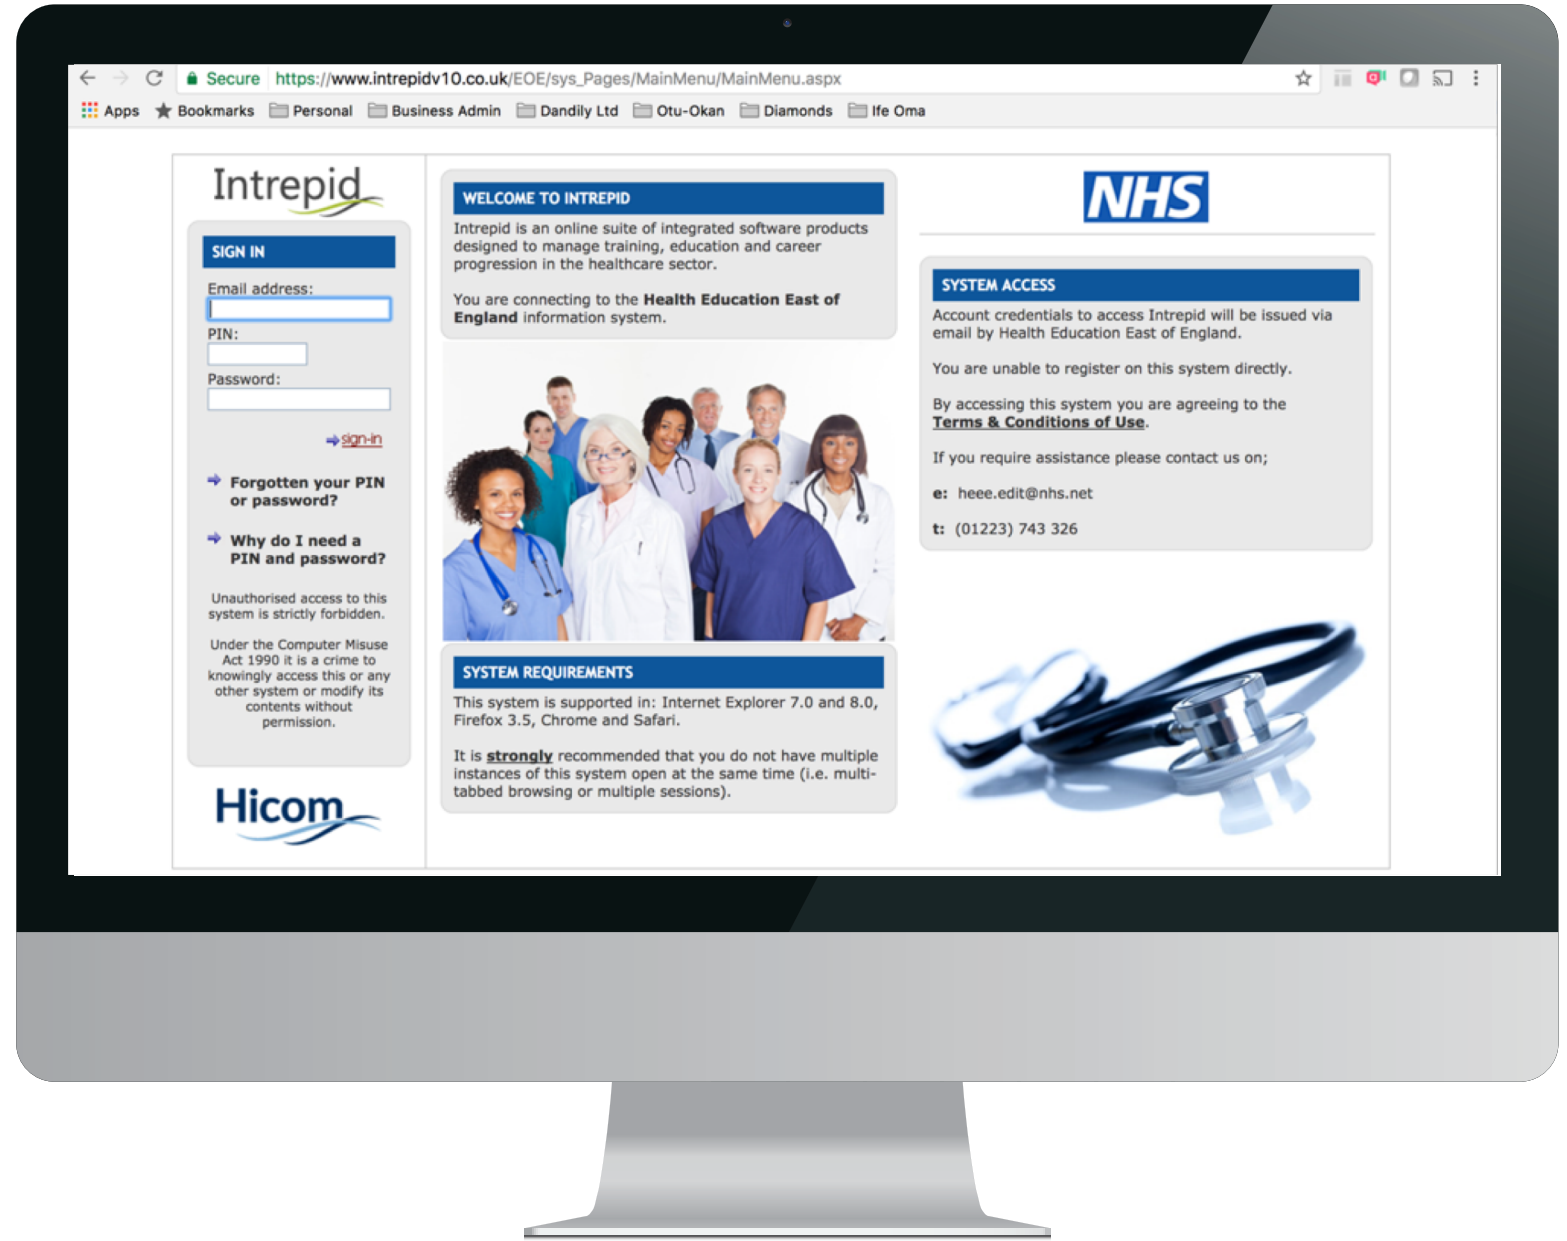 Secure https://www.intrepidv10.co.uk/EOE/sys_Pages/MainMenu/MainMenu.aspx
Apps Bookmarks Personal Business Admin Dandily Ltd Otu-Okan Diamonds Ife Oma
Intrepid
SIGN IN
Email address:
PIN:
Password:
sign-in
Forgotten your PIN
or password?
Why do I need a
PIN and password?
Unauthorised access to this
system is strictly forbidden.
Under the Computer Misuse
Act 1990 it is a crime to
knowingly access this or any
other system or modify its
contents without
permission.
Hicom
WELCOME TO INTREPID
Intrepid is an online suite of integrated software products
designed to manage training, education and career
progression in the healthcare sector.
You are connecting to the Health Education East of
England information system.
SYSTEM REQUIREMENTS
This system is supported in: Internet Explorer 7.0 and 8.0,
Firefox 3.5, Chrome and Safari.
It is strongly recommended that you do not have multiple
instances of this system open at the same time (i.e. multi-
tabbed browsing or multiple sessions).
NHS
SYSTEM ACCESS
Account credentials to access Intrepid will be issued via
email by Health Education East of England.
You are unable to register on this system directly.
By accessing this system you are agreeing to the
Terms & Conditions of Use.
If you require assistance please contact us on;
e: heee.edit@nhs.net
t: (01223) 743 326